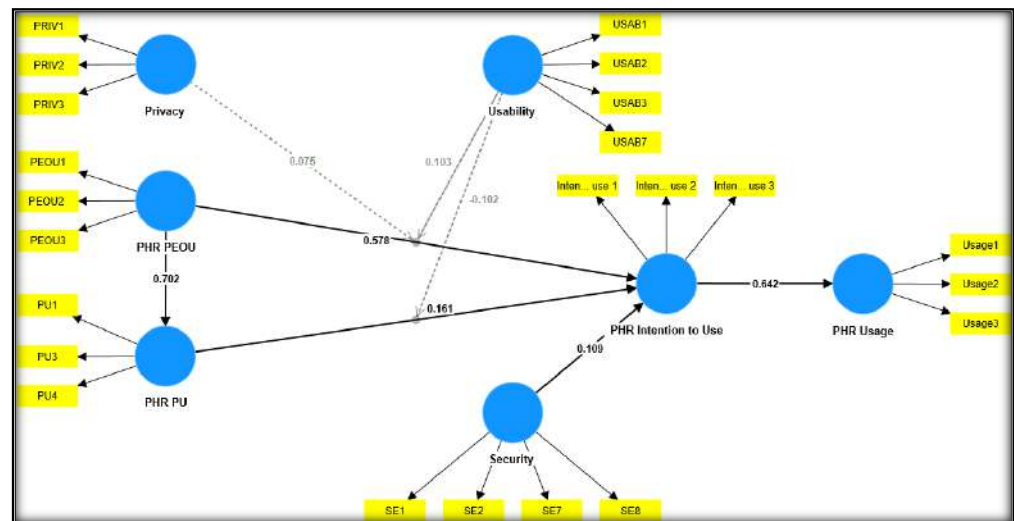 PRIV1
PRIV2
PRIV3
Privacy
USAB1
USAB2
USAB3
USAB7
Usability
0.075
0.103
-0.102
PEOU1
PEOU2
PEOU3
PHR PEOU
0.578
0.702
Inten... use 1
Inten... use 2
Inten... use 3
PHR Intention to Use
0.642
Usage1
Usage2
Usage3
PHR Usage
PU1
PU3
PU4
PHR PU
0.161
0.109
Security
SE1
SE2
SE7
SE8